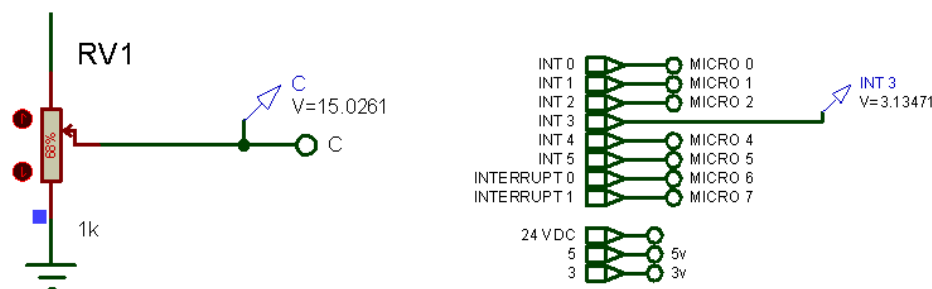 RV1
68%
1k
C
V=15.0261
C
INT 0 MICRO 0
INT 1 MICRO 1
INT 2 MICRO 2
INT 3
INT 3
V=3.13471
INT 4 MICRO 4
INT 5 MICRO 5
INTERRUPT 0 MICRO 6
INTERRUPT 1 MICRO 7
24 VDC
5 5v
3 3v